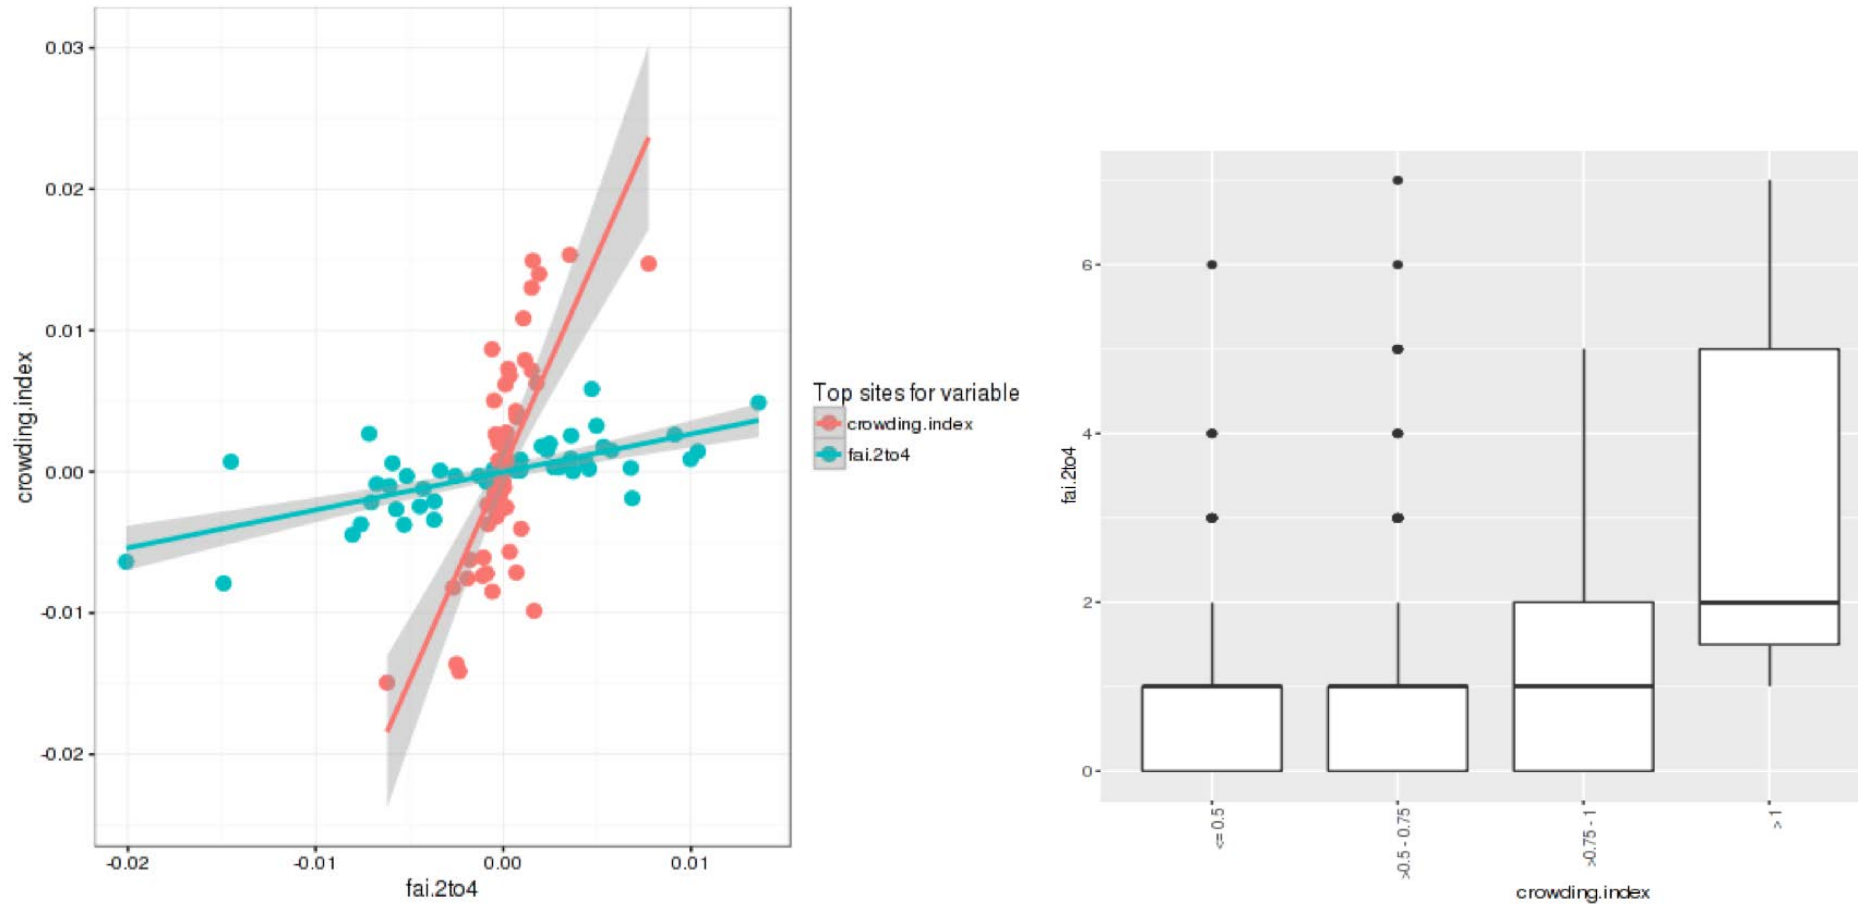 0.03
0.02
0.01
0.00
-0.01
-0.02
crowding.index
-0.02
-0.01
0.00
0.01
fai.2to4
Top sites for variable
crowding.index
fai.2to4
6
4
2
0
fai.2to4
<= 0.5
>0.5 - 0.75
>0.75 - 1
> 1
crowding.index